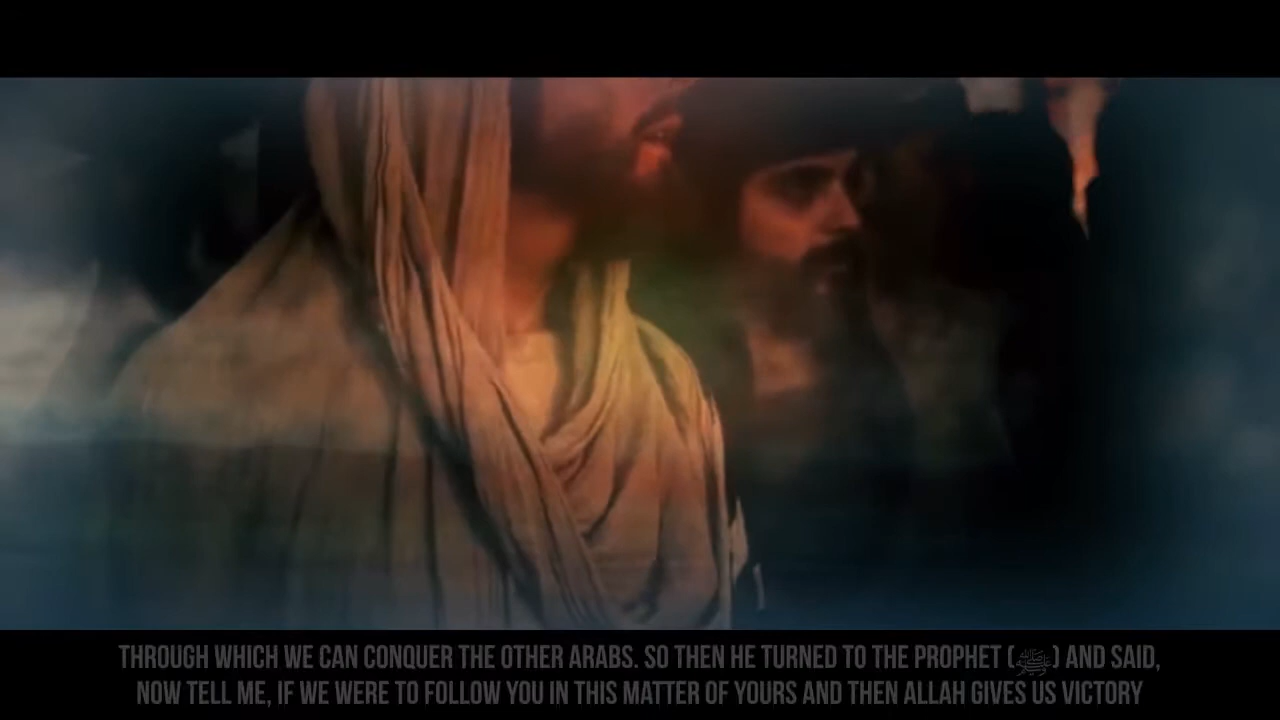 THROUGH WHICH WE CAN CONQUER THE OTHER ARABS. SO THEN HE TURNED TO THE PROPHET (ﷺ) AND SAID,
NOW TELL ME, IF WE WERE TO FOLLOW YOU IN THIS MATTER OF YOURS AND THEN ALLAH GIVES US VICTORY